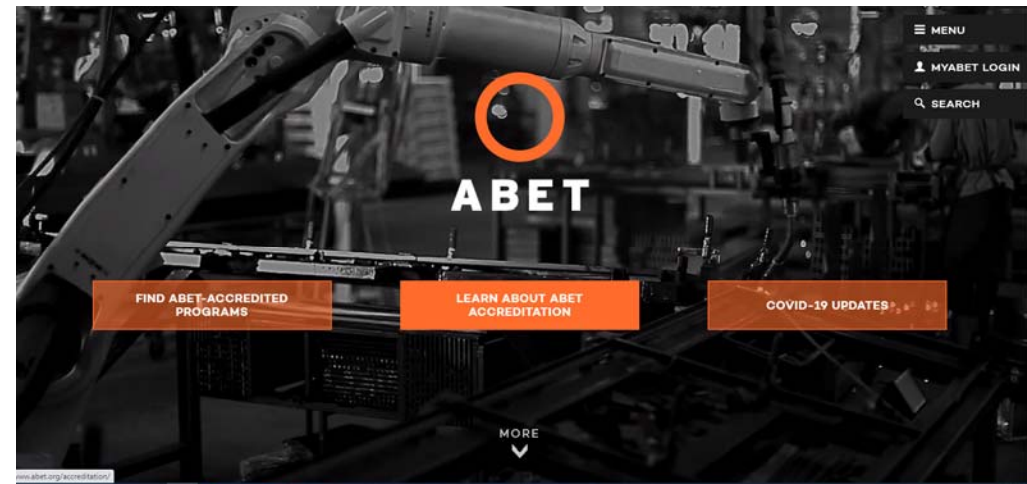 MENU
MYABET LOGIN
SEARCH
ABET
FIND ABET-ACCREDITED
PROGRAMS
LEARN ABOUT ABET
ACCREDITATION
COVID-19 UPDATES
MORE
www.abet.org/accreditation/